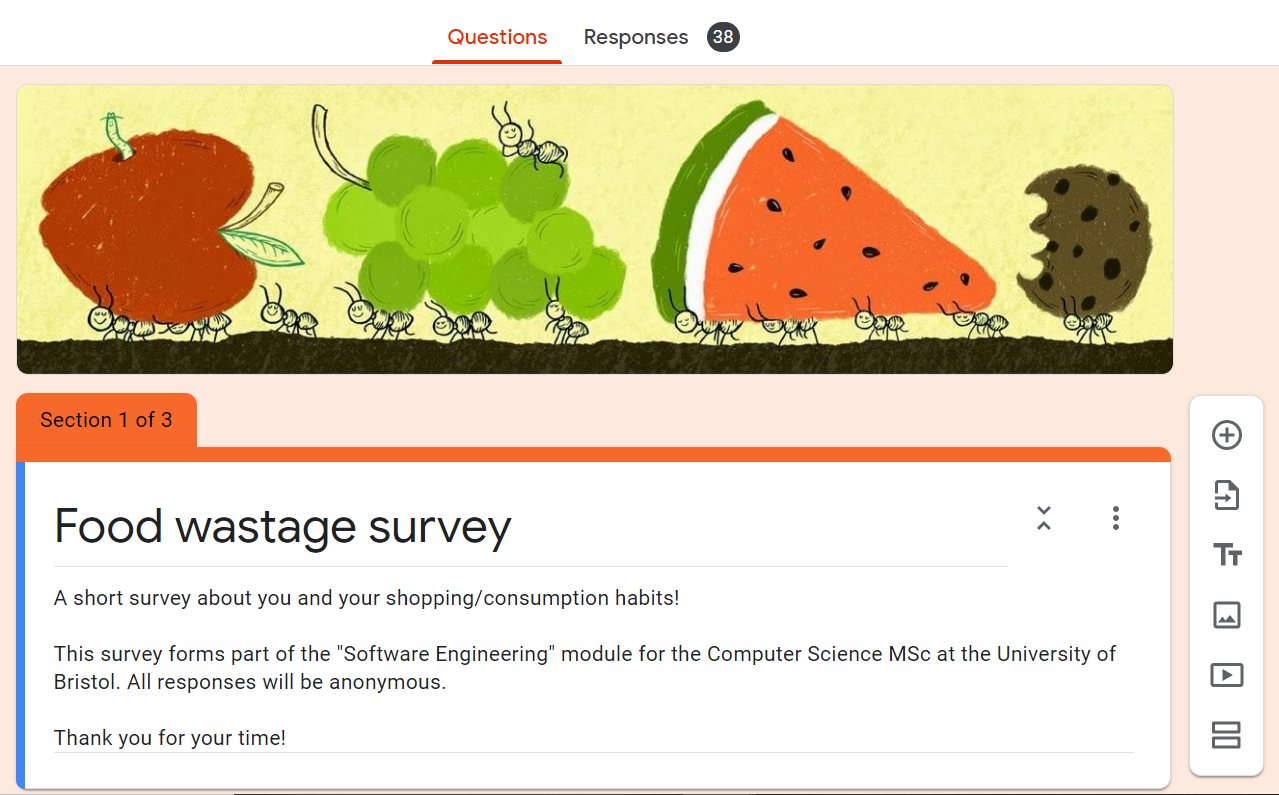 Questions
Responses 38
Section 1 of 3
Food wastage survey
A short survey about you and your shopping/consumption habits!
This survey forms part of the "Software Engineering" module for the Computer Science MSc at the University of
Bristol. All responses will be anonymous.
Thank you for your time!